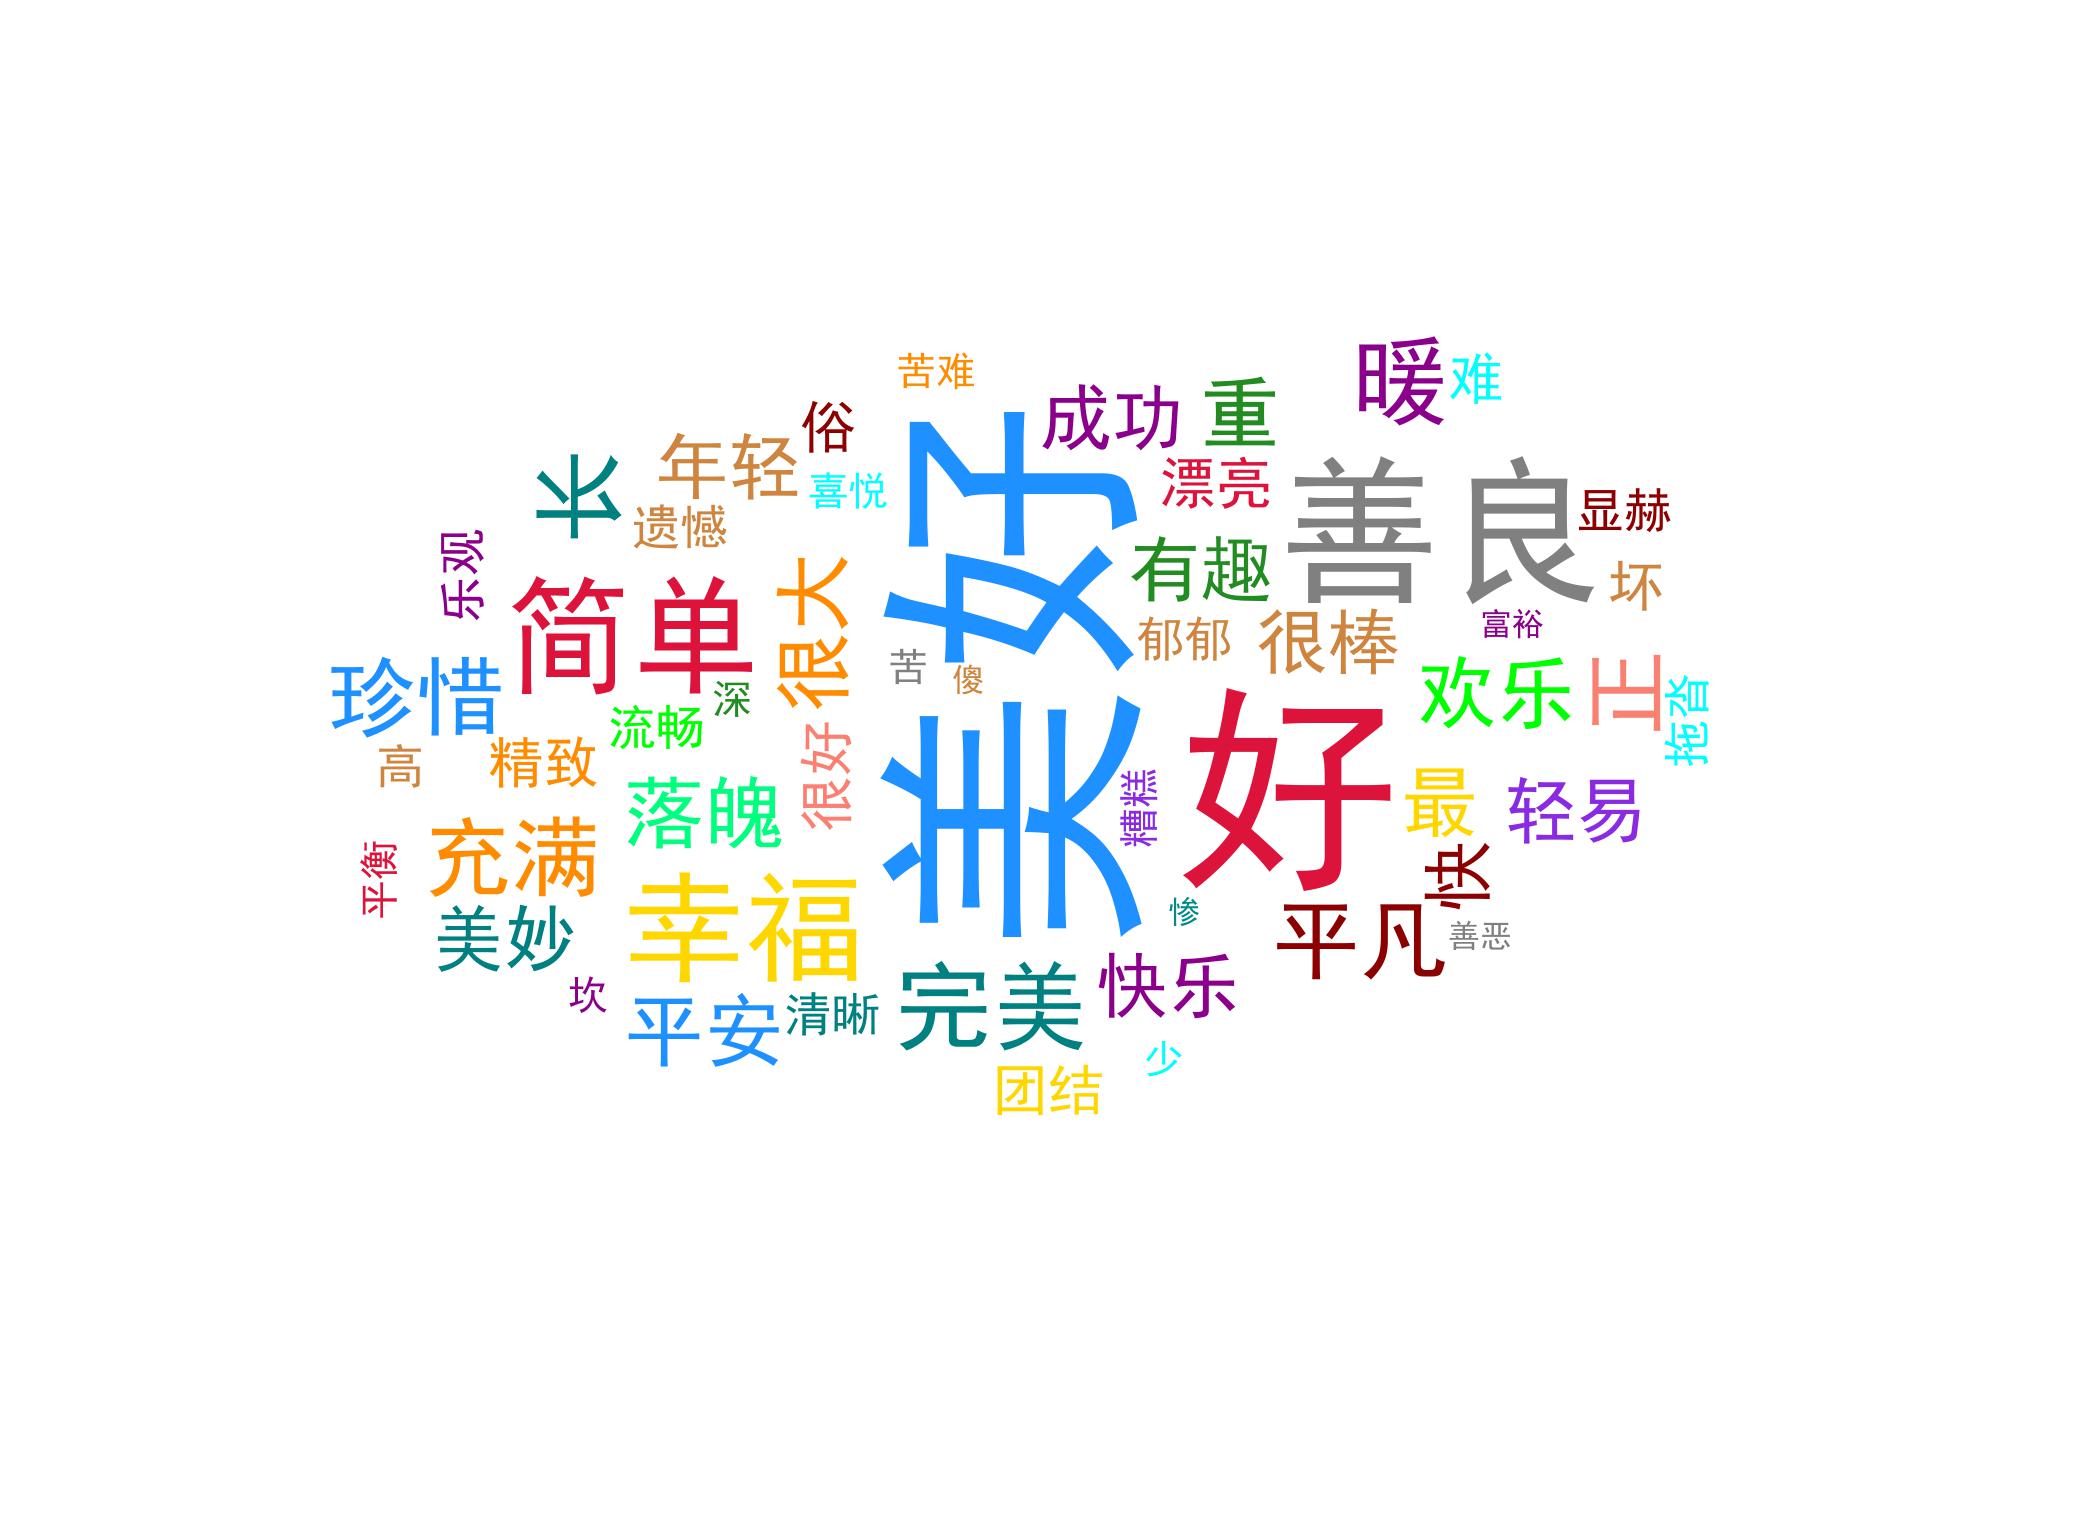 苦难
暖
难
成功
重
俗
年轻
长
喜悦
漂亮
善良
显赫
遗憾
美好
有趣
乐观
简单
很大
坏
郁郁
很棒
富裕
苦
傻
珍惜
深
欢乐
正
流畅
精致
高
很好
好
最
轻易
落魄
糟糕
充满
快
平衡
幸福
惨
平凡
善恶
美妙
坎
平安
清晰
完美
快乐
少
团结